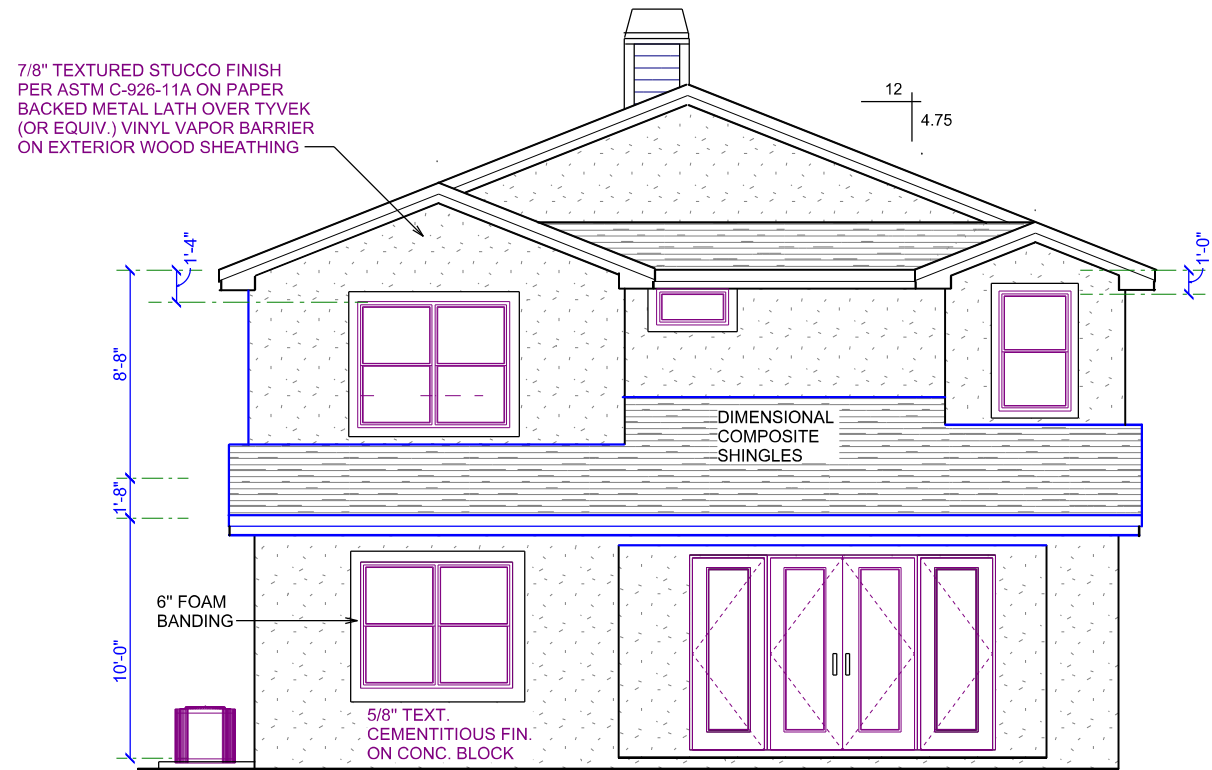 7/8" TEXTURED STUCCO FINISH
PER ASTM C-926-11A ON PAPER
BACKED METAL LATH OVER TYVEK
(OR EQUIV.) VINYL VAPOR BARRIER
ON EXTERIOR WOOD SHEATHING
12
4.75
1'-4"
1'-0"
8'-8"
DIMENSIONAL
COMPOSITE
SHINGLES
1'-8"
6" FOAM
BANDING
10'-0"
5/8" TEXT.
CEMENTITIOUS FIN.
ON CONC. BLOCK